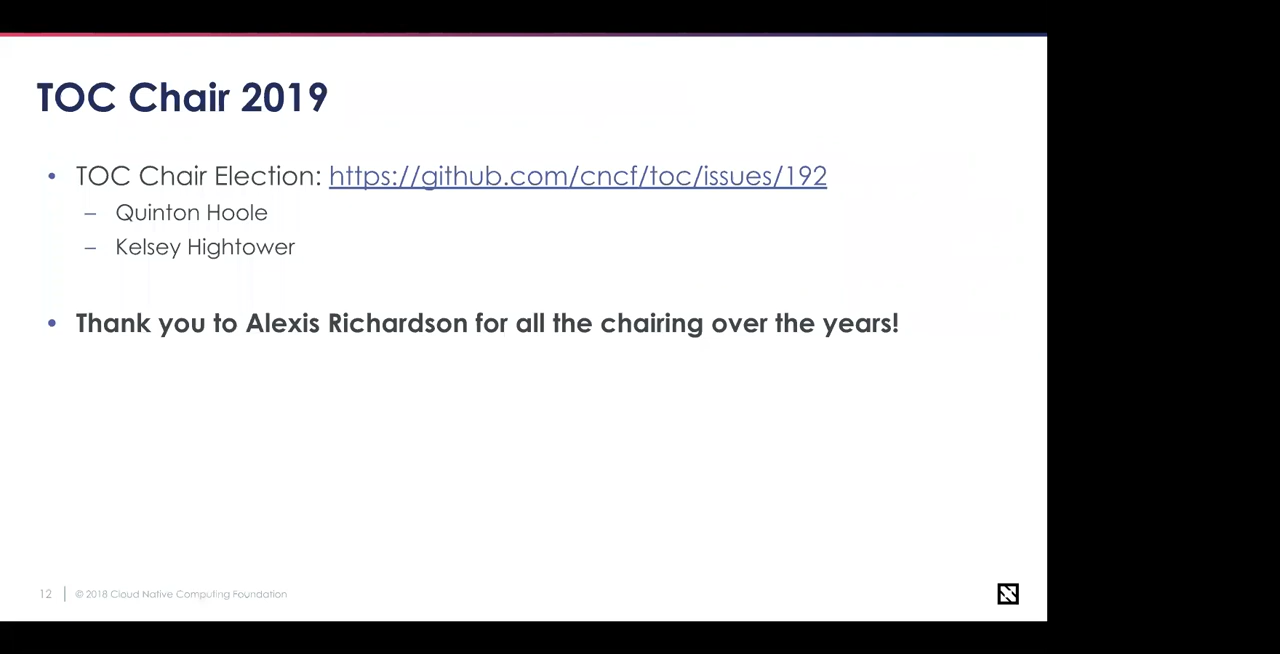 TOC Chair 2019
• TOC Chair Election: https://github.com/cncf/toc/issues/192
– Quinton Hoole
– Kelsey Hightower
• Thank you to Alexis Richardson for all the chairing over the years!
12 | © 2018 Cloud Native Computing Foundation